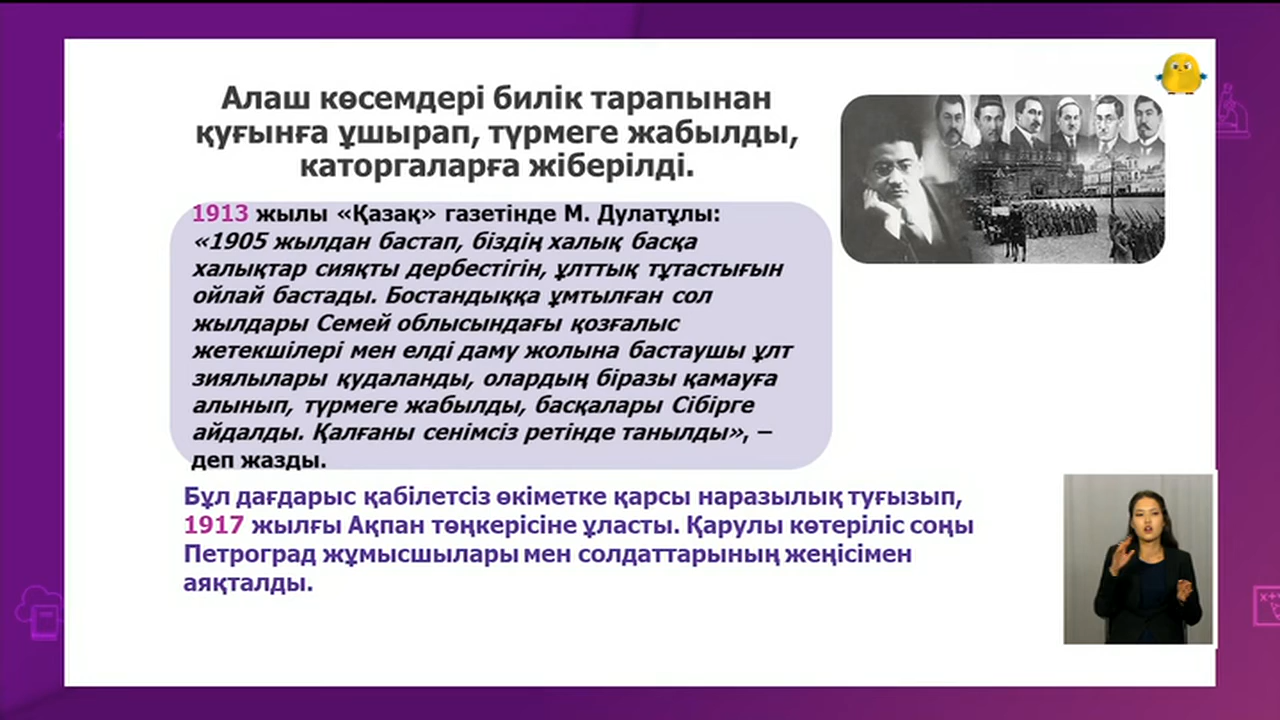 Алаш көсемдері билік тарапынан
қуғынға ұшырап, түрмеге жабылды,
каторгаларға жіберілді.
1913 жылы «Қазақ» газетінде М. Дулатұлы:
«1905 жылдан бастап, біздің халық басқа
халықтар сияқты дербестігін, ұлттық тұтастығын
ойлай бастады. Бостандыққа ұмтылған сол
жылдары Семей облысындағы қозғалыс
жетекшілері мен елді даму жолына бастаушы ұлт
зиялылары қудаланды, олардың біразы қамауға
алынып, түрмеге жабылды, басқалары Сібірге
айдалды. Қалғаны сенімсіз ретінде танылды», –
деп жазды.
Бұл дағдарыс қабілетсіз өкіметке қарсы наразылық туғызып,
1917 жылғы Ақпан төңкерісіне ұласты. Қарулы көтеріліс соңы
Петроград жұмысшылары мен солдаттарының жеңісімен
аяқталды.